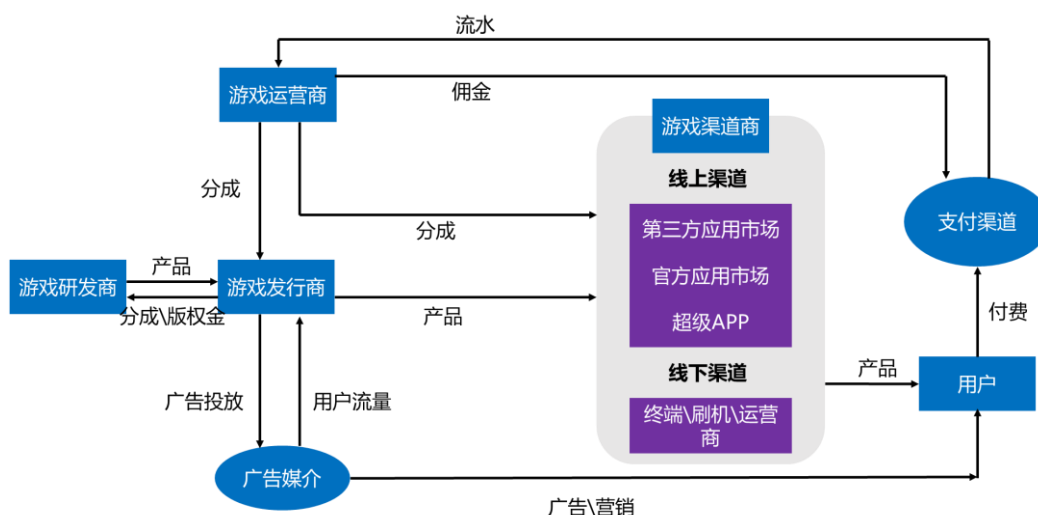 流水
游戏运营商
佣金
游戏渠道商
线上渠道
分成
第三方应用市场
支付渠道
分成
官方应用市场
产品
游戏研发商
游戏发行商
分成\版权金
产品
超级APP
付费
线下渠道
产品
用户
广告投放
用户流量
终端\刷机\运营
商
广告媒介
广告\营销